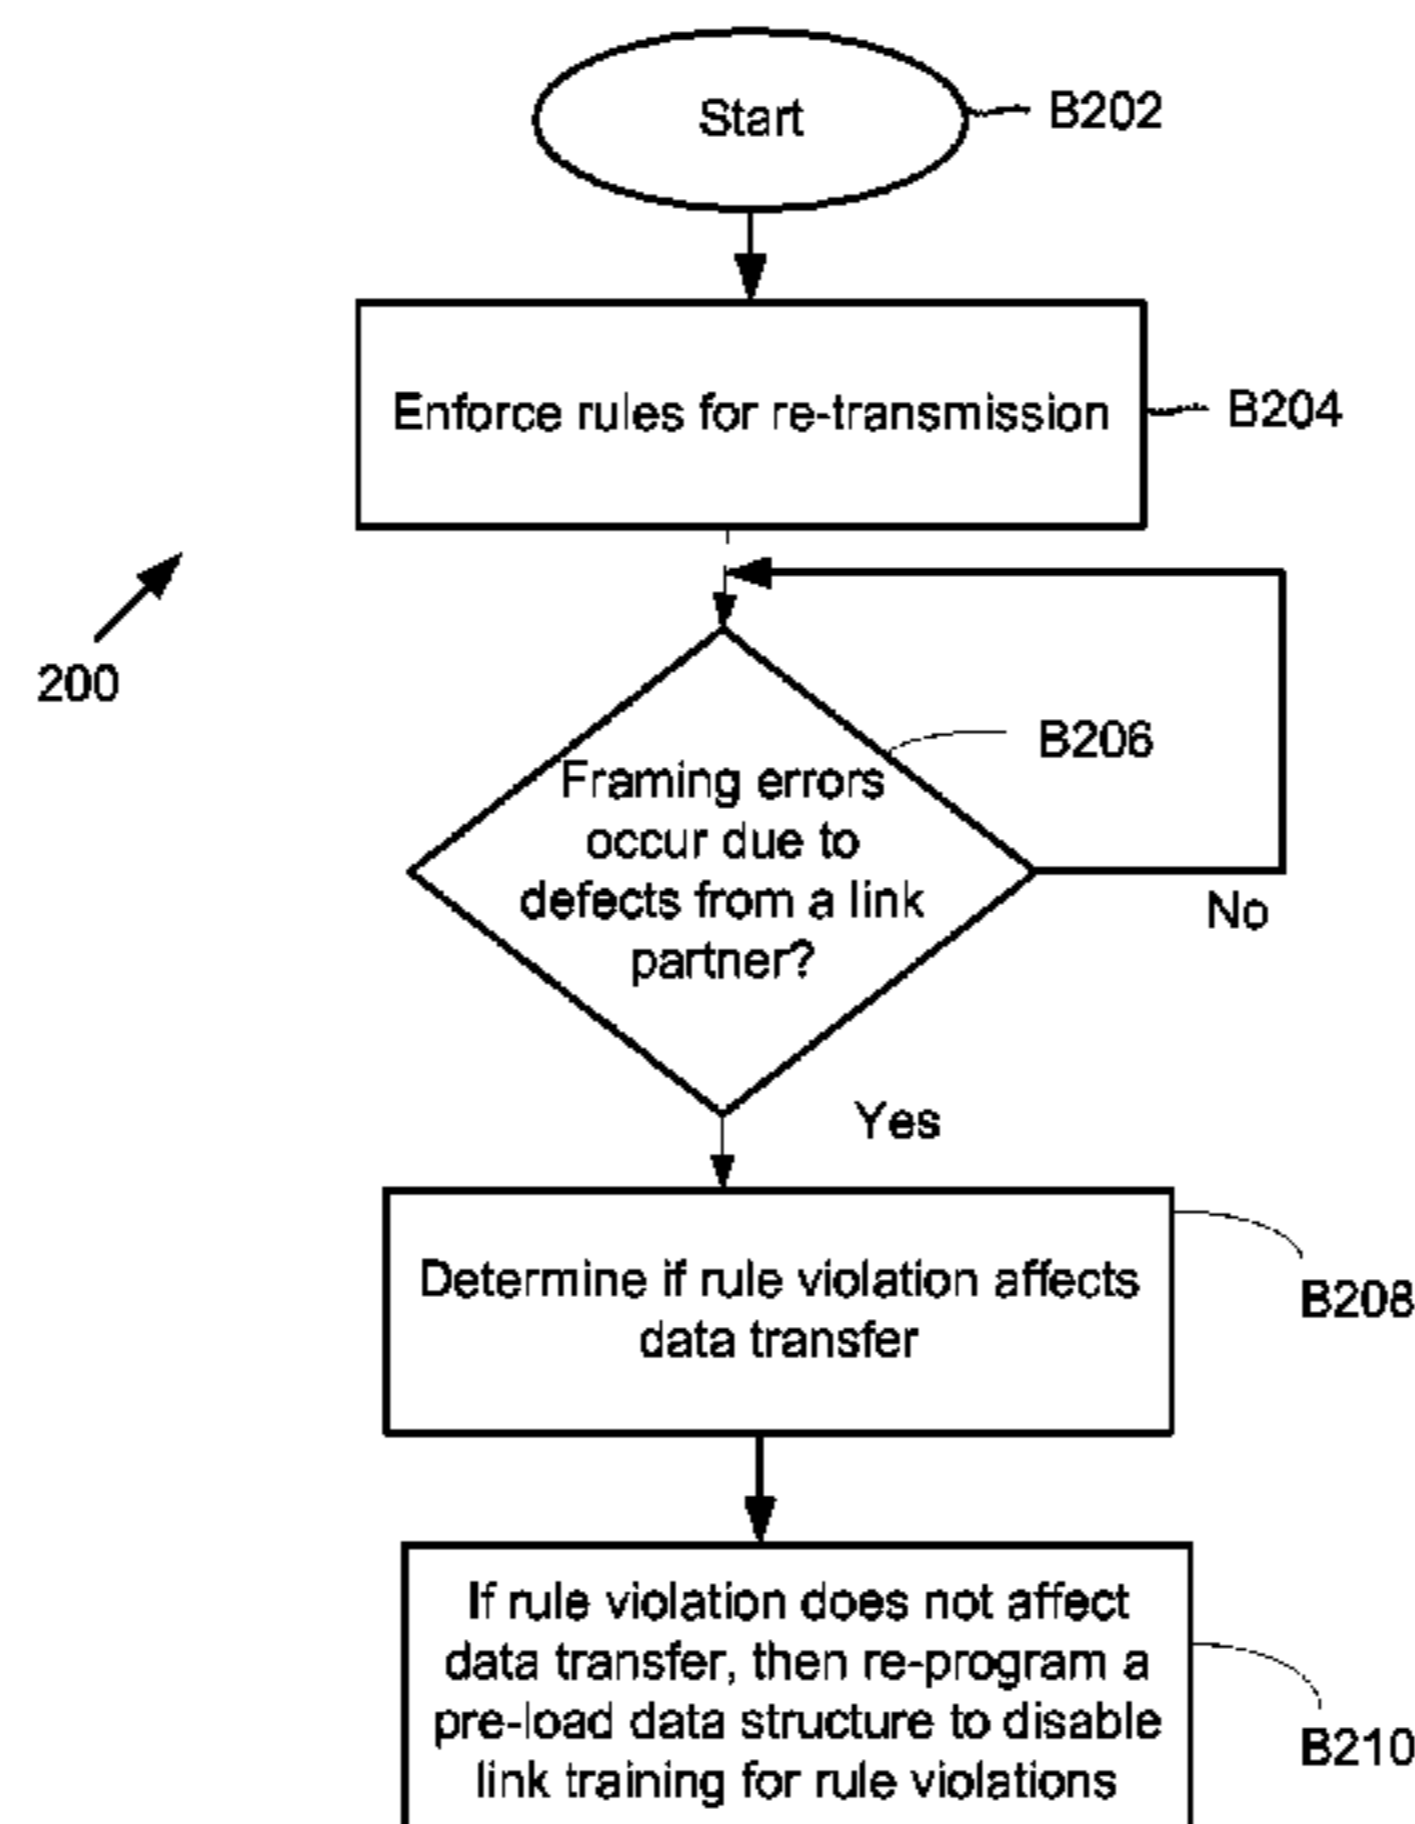 Start
B202
Enforce rules for re-transmission
B204
200
B206
Framing errors
occur due to
defects from a link
partner?
No
Yes
Determine if rule violation affects
data transfer
B208
If rule violation does not affect
data transfer, then re-program a
pre-load data structure to disable
link training for rule violations
B210